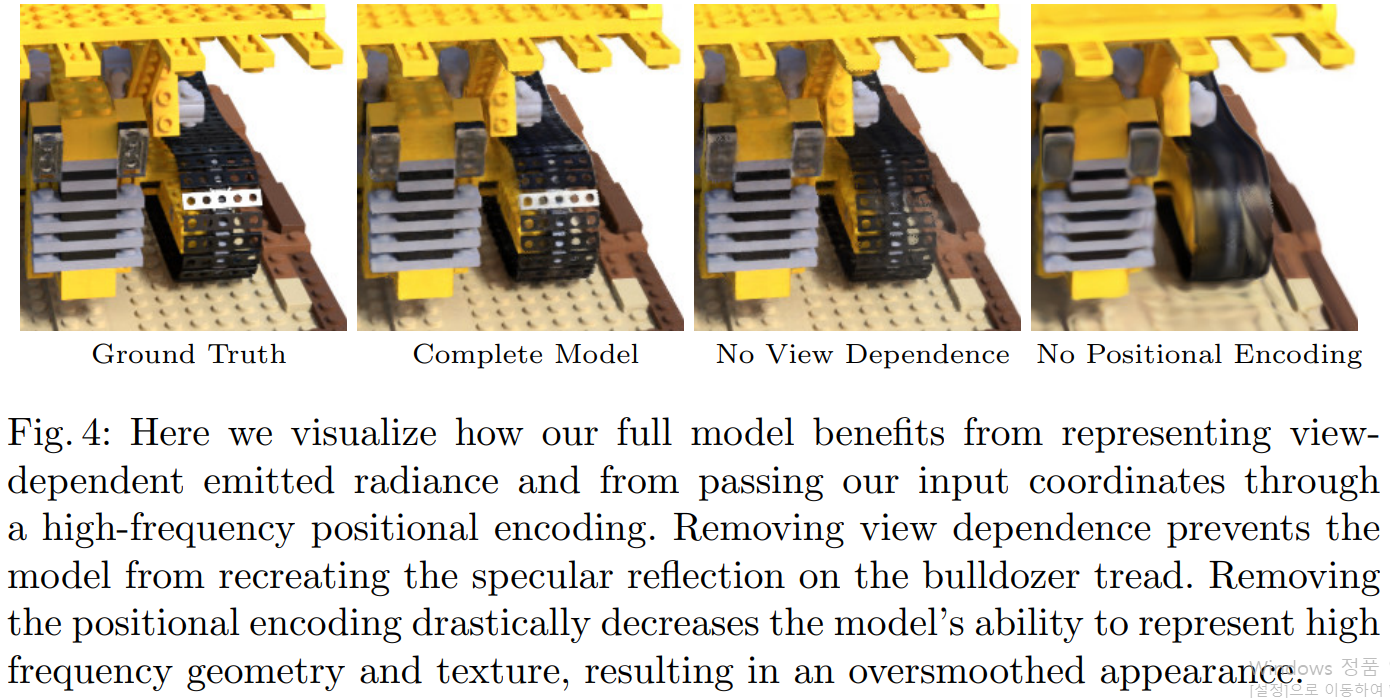 Ground Truth
Complete Model
No View Dependence
No Positional Encoding
Fig. 4: Here we visualize how our full model benefits from representing view-
dependent emitted radiance and from passing our input coordinates through
a high-frequency positional encoding. Removing view dependence prevents the
model from recreating the specular reflection on the bulldozer tread. Removing
the positional encoding drastically decreases the model’s ability to represent high
frequency geometry and texture, resulting in an oversmoothed appearance.
Windows 정품
[설정]으로 이동하여